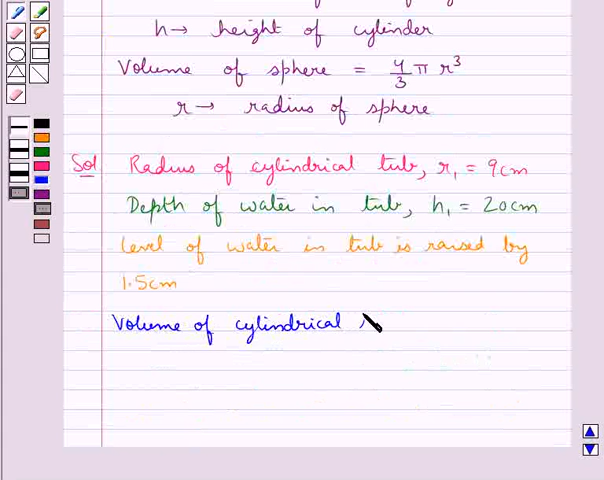 h → height of cylinder
Volume of sphere = 4/3 π r³
r → radius of sphere
Sol Radius of cylindrical tub, r₁ = 9cm
Depth of water in tub, h₁ = 20cm
Level of water in tub is raised by
1.5cm
Volume of cylindrical